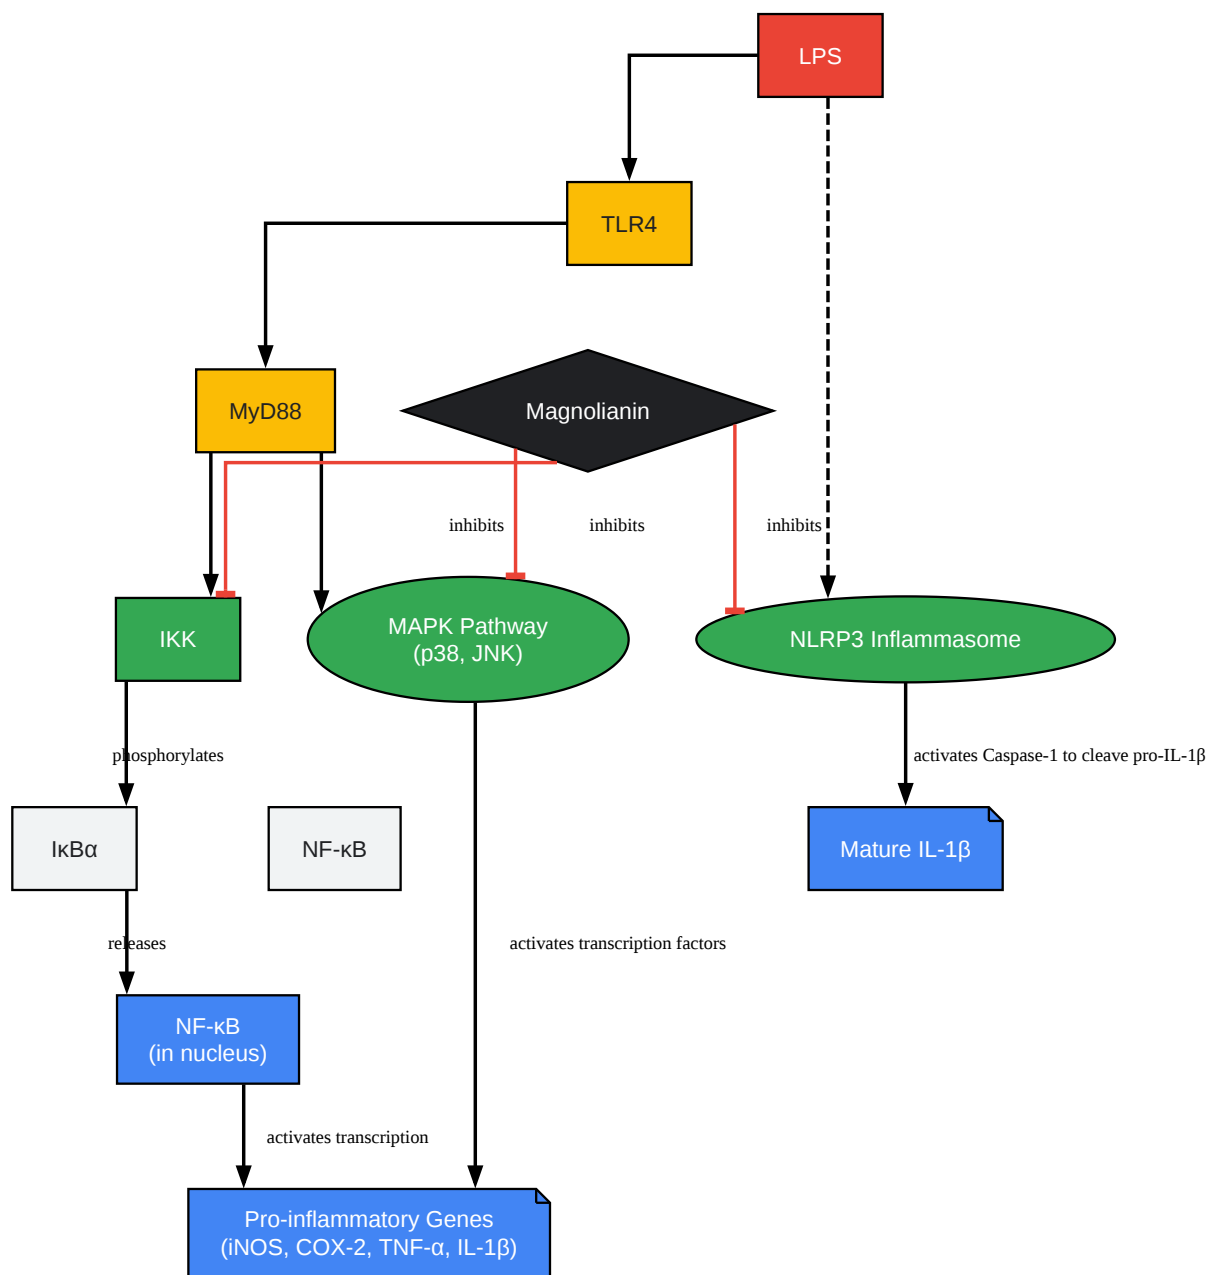 LPS
TLR4
MyD88
Magnolianin
inhibits
inhibits
inhibits
IKK
MAPK Pathway
(p38, JNK)
NLRP3 Inflammasome
phosphorylates
activates Caspase-1 to cleave pro-IL-1β
IκBα
NF-κB
Mature IL-1β
releases
activates transcription factors
NF-κB
(in nucleus)
activates transcription
Pro-inflammatory Genes
(iNOS, COX-2, TNF-α, IL-1β)